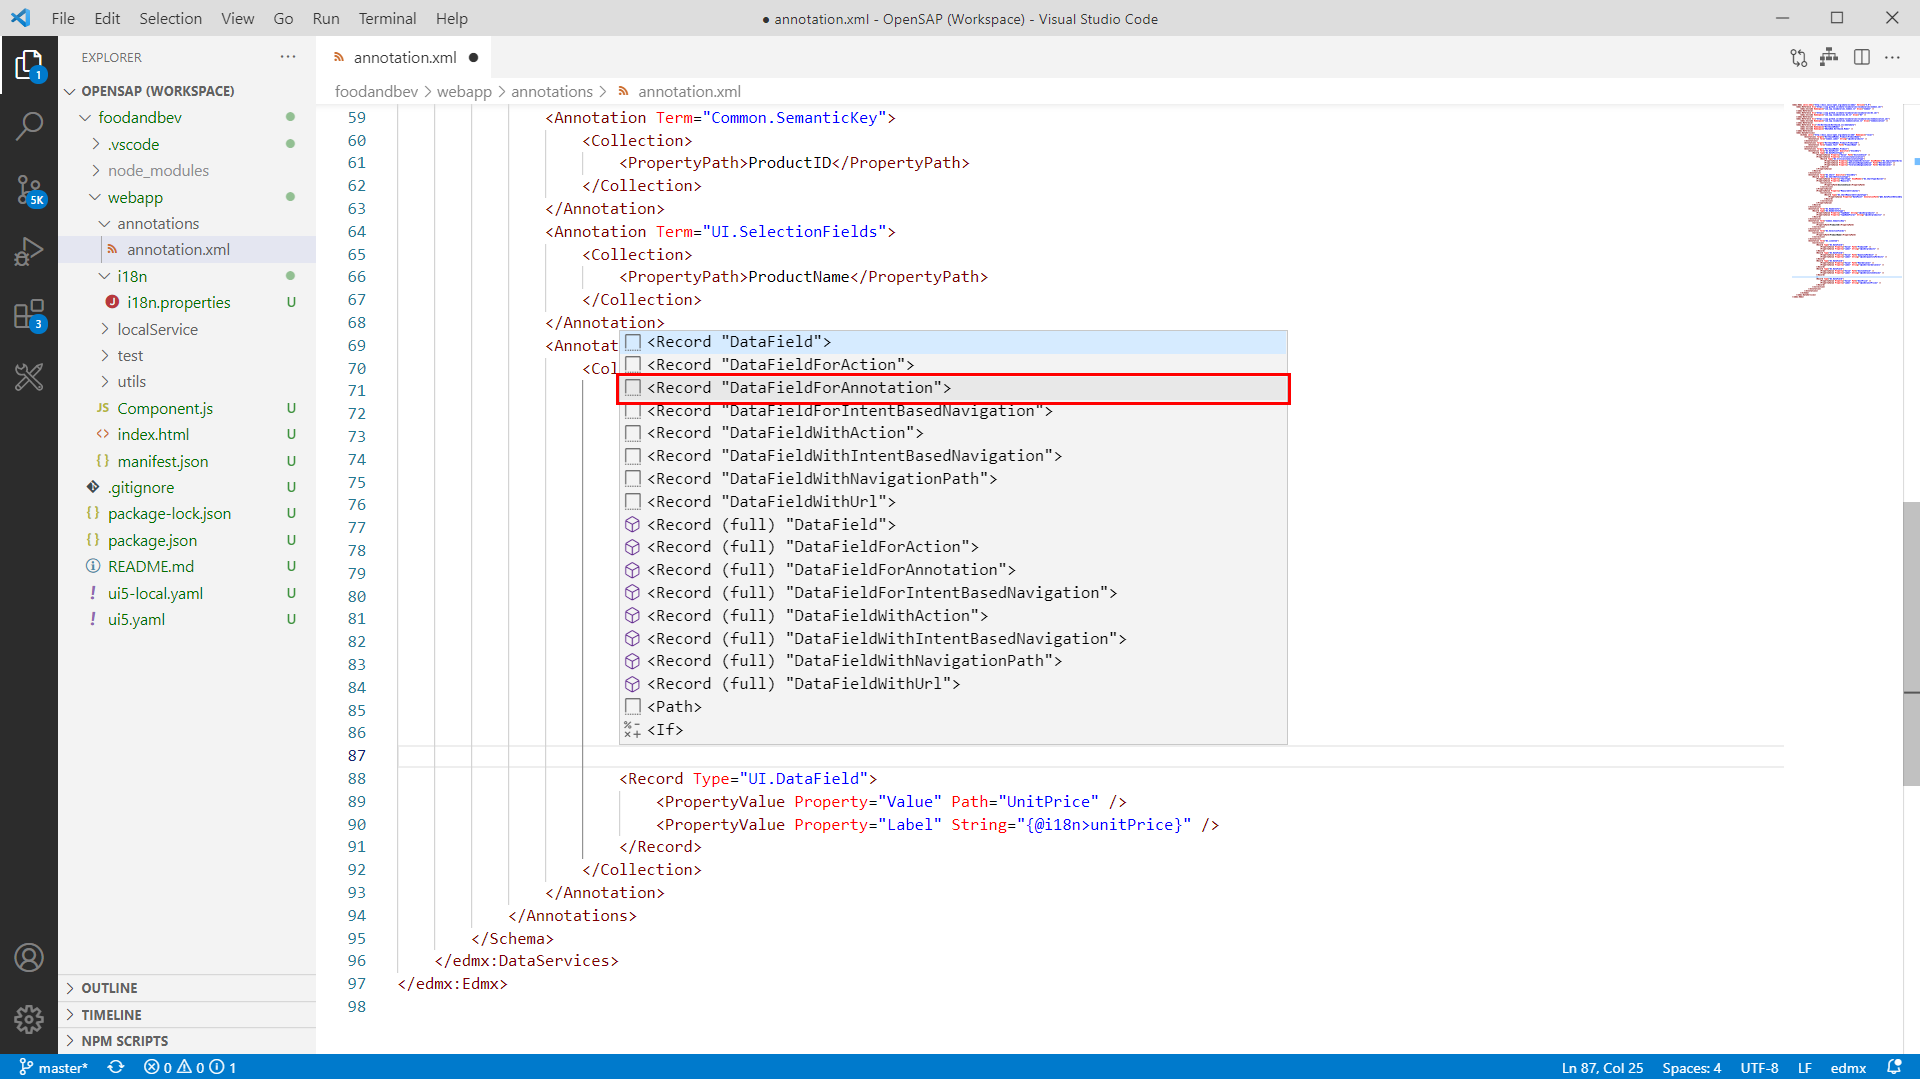 File Edit Selection View Go Run Terminal Help
● annotation.xml - OpenSAP (Workspace) - Visual Studio Code
EXPLORER
OPENSAP (WORKSPACE)
foodandbev
.vscode
node_modules
webapp
annotations
annotation.xml
i18n
i18n.properties U
localService
test
utils
JS Component.js U
<> index.html U
{} manifest.json U
.gitignore U
{} package-lock.json U
{} package.json U
README.md U
! ui5-local.yaml U
! ui5.yaml U
OUTLINE
TIMELINE
NPM SCRIPTS
1
5K
3
annotation.xml ●
foodandbev > webapp > annotations > annotation.xml
59 <Annotation Term="Common.SemanticKey">
60 <Collection>
61 <PropertyPath>ProductID</PropertyPath>
62 </Collection>
63 </Annotation>
64 <Annotation Term="UI.SelectionFields">
65 <Collection>
66 <PropertyPath>ProductName</PropertyPath>
67 </Collection>
68 </Annotation>
69 <Annotat
70 <Col
71
72
73
74
75
76
77
78
79
80
81
82
83
84
85
86
87
<Record "DataField">
<Record "DataFieldForAction">
<Record "DataFieldForAnnotation">
<Record "DataFieldForIntentBasedNavigation">
<Record "DataFieldWithAction">
<Record "DataFieldWithIntentBasedNavigation">
<Record "DataFieldWithNavigationPath">
<Record "DataFieldWithUrl">
<Record (full) "DataField">
<Record (full) "DataFieldForAction">
<Record (full) "DataFieldForAnnotation">
<Record (full) "DataFieldForIntentBasedNavigation">
<Record (full) "DataFieldWithAction">
<Record (full) "DataFieldWithIntentBasedNavigation">
<Record (full) "DataFieldWithNavigationPath">
<Record (full) "DataFieldWithUrl">
<Path>
<If>
88 <Record Type="UI.DataField">
89 <PropertyValue Property="Value" Path="UnitPrice" />
90 <PropertyValue Property="Label" String="{@i18n>unitPrice}" />
91 </Record>
92 </Collection>
93 </Annotation>
94 </Annotations>
95 </Schema>
96 </edmx:DataServices>
97 </edmx:Edmx>
98
master* 0 0 1
Ln 87, Col 25 Spaces: 4 UTF-8 LF edmx